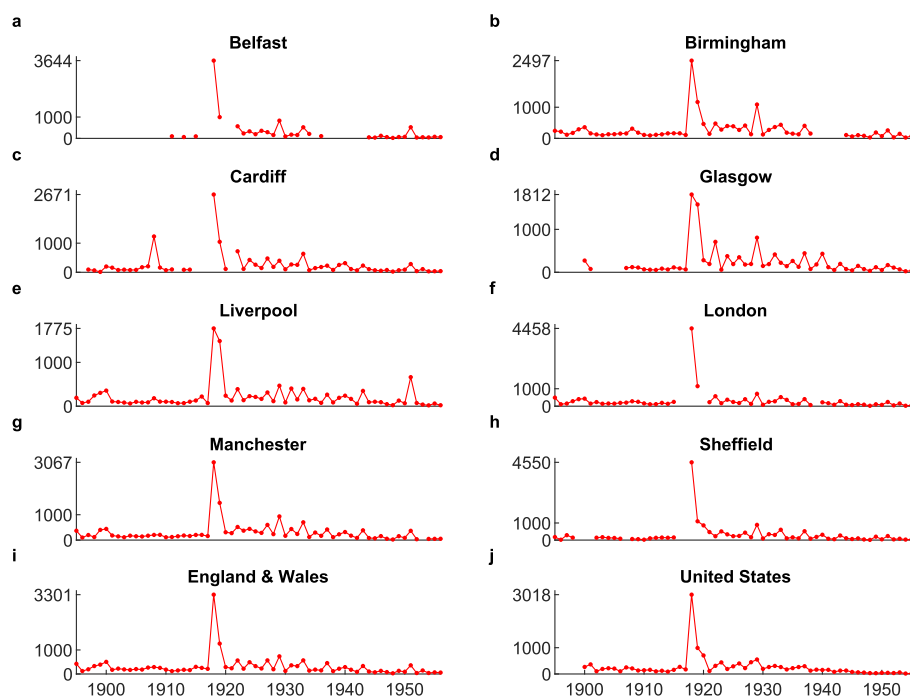 a
b
Belfast
Birmingham
3644
1000
0
2497
1000
0
c
d
Cardiff
Glasgow
2671
1000
0
1812
1000
0
e
f
Liverpool
London
1775
1000
0
4458
1000
0
g
h
Manchester
Sheffield
3067
1000
0
4550
1000
0
i
j
England & Wales
United States
3301
1000
0
3018
1000
0
1900 1910 1920 1930 1940 1950
1900 1910 1920 1930 1940 1950